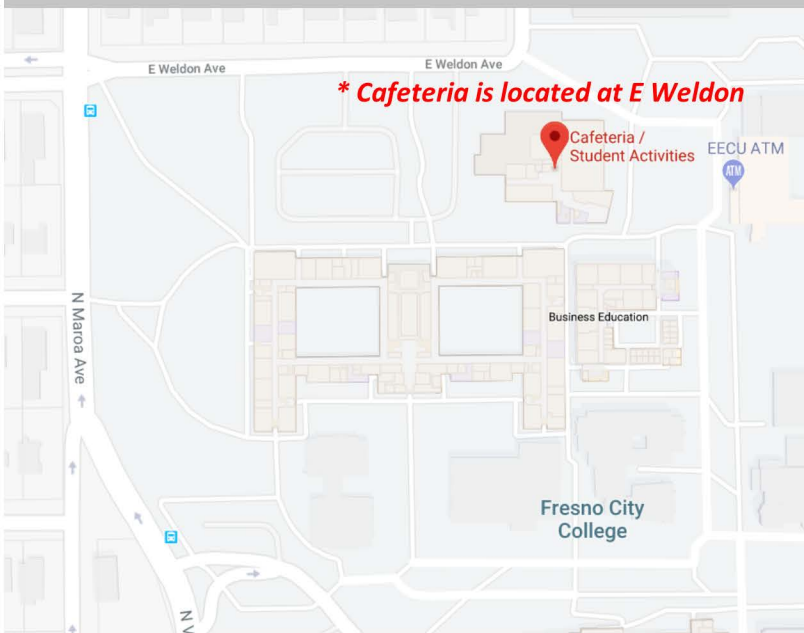 E Weldon Ave
E Weldon Ave
* Cafeteria is located at E Weldon
Cafeteria /
Student Activities
EECU ATM
ATM
Business Education
N Maroa Ave
Fresno City
College
N V